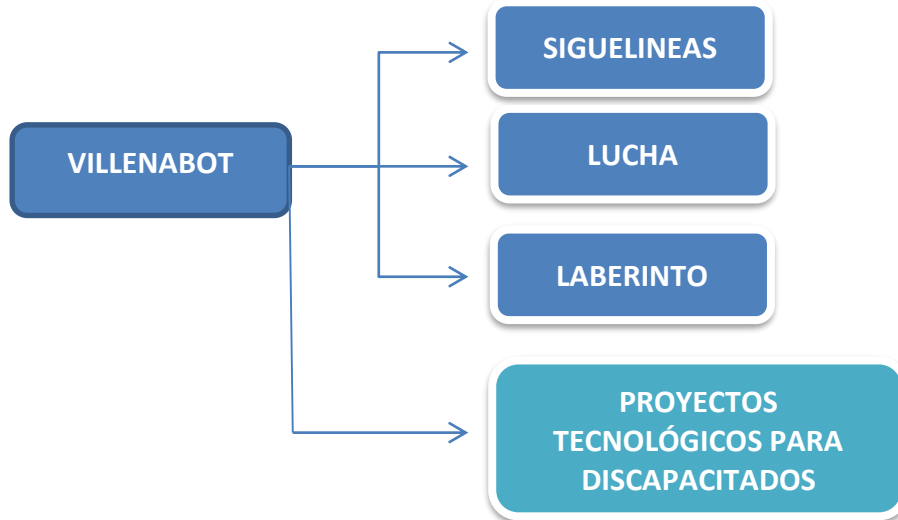 VILLENABOT
SIGUELINEAS
LUCHA
LABERINTO
PROYECTOS
TECNOLÓGICOS PARA
DISCAPACITADOS